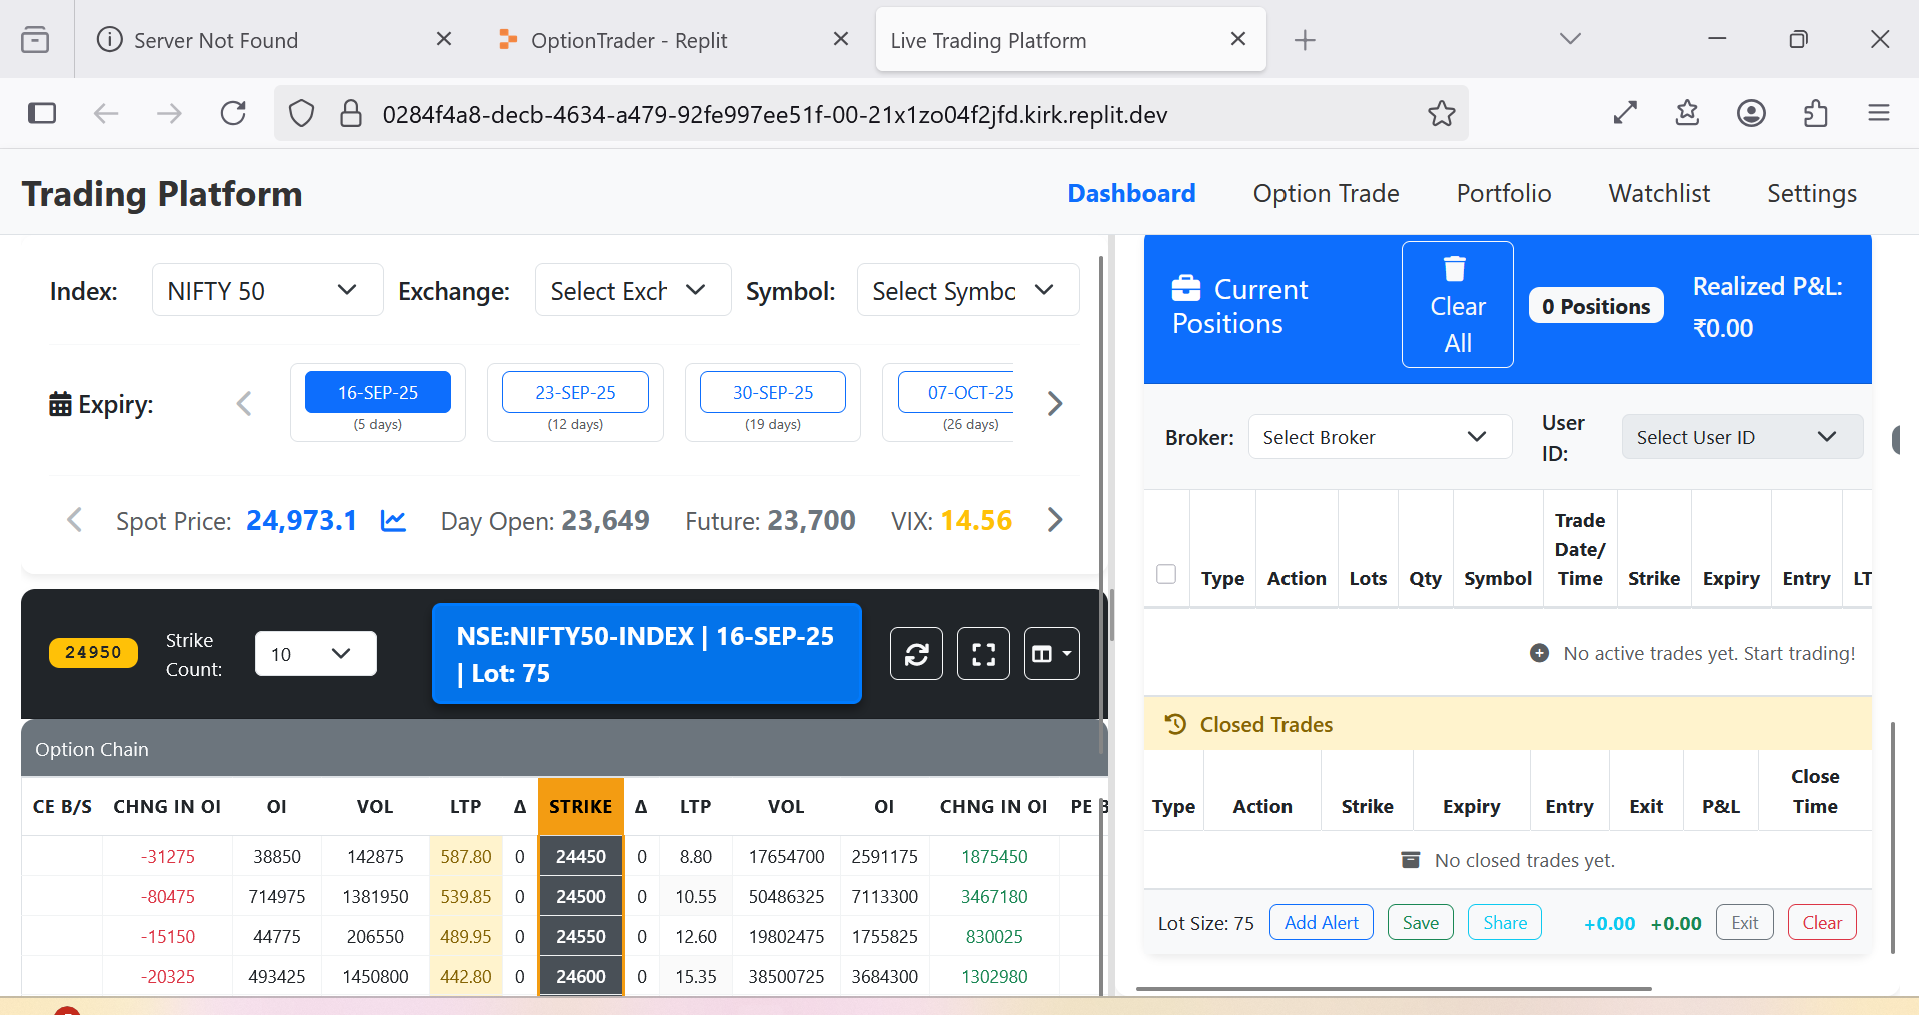 Server Not Found
OptionTrader - Replit
Live Trading Platform
0284f4a8-decb-4634-a479-92fe997ee51f-00-21x1zo04f2jfd.kirk.replit.dev
Trading Platform
Dashboard Option Trade Portfolio Watchlist Settings
Index: NIFTY 50 Exchange: Select Exch Symbol: Select Symbo
Expiry: 16-SEP-25 23-SEP-25 30-SEP-25 07-OCT-25
(5 days) (12 days) (19 days) (26 days)
Spot Price: 24,973.1 Day Open: 23,649 Future: 23,700 VIX: 14.56
24950
Strike
Count:
10
NSE:NIFTY50-INDEX | 16-SEP-25
| Lot: 75
Option Chain
CE B/S CHNG IN OI OI VOL LTP Δ STRIKE Δ LTP VOL OI CHNG IN OI PE B
-31275 38850 142875 587.80 0 24450 0 8.80 17654700 2591175 1875450
-80475 714975 1381950 539.85 0 24500 0 10.55 50486325 7113300 3467180
-15150 44775 206550 489.95 0 24550 0 12.60 19802475 1755825 830025
-20325 493425 1450800 442.80 0 24600 0 15.35 38500725 3684300 1302980
Current
Positions
Clear
All
0 Positions
Realized P&L:
₹0.00
Broker: Select Broker
User
ID:
Select User ID
Type Action Lots Qty Symbol
Trade
Date/
Time
Strike Expiry Entry LT
No active trades yet. Start trading!
Closed Trades
Type Action Strike Expiry Entry Exit P&L
Close
Time
No closed trades yet.
Lot Size: 75 Add Alert Save Share +0.00 +0.00 Exit Clear